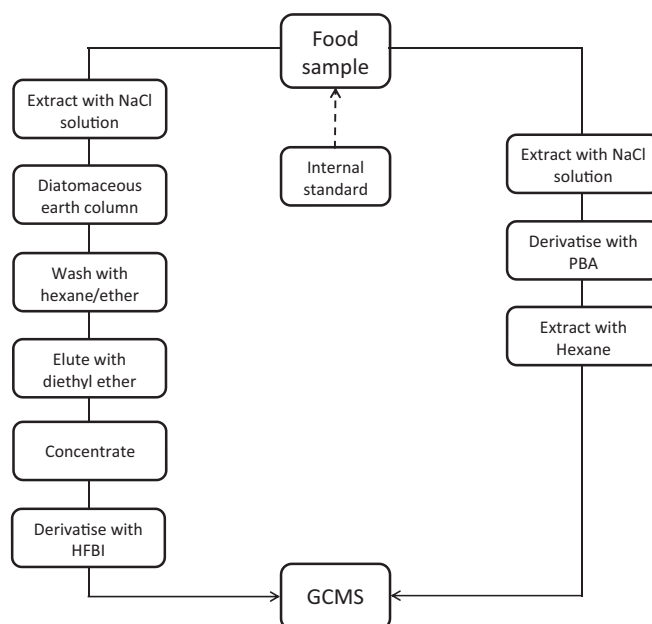 Food
sample
Extract with NaCl
solution
Diatomaceous
earth column
Wash with
hexane/ether
Elute with
diethyl ether
Concentrate
Derivatise with
HFBI
Internal
standard
Extract with NaCl
solution
Derivatise with
PBA
Extract with
Hexane
GCMS